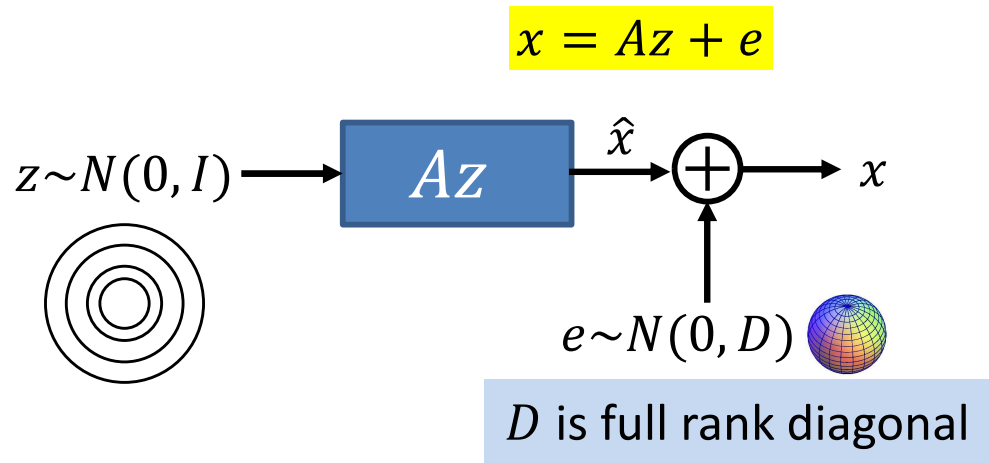 x = Az + e
z~N(0, I)
Az
x̂
x
e~N(0, D)
D is full rank diagonal